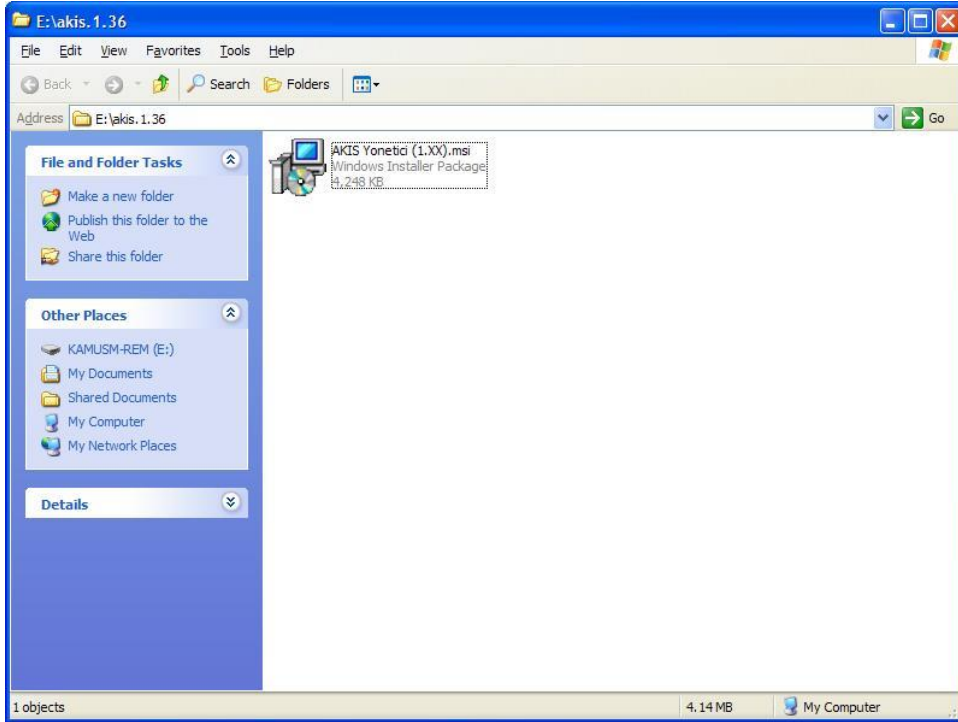 E:\akis.1.36
File Edit View Favorites Tools Help
Back Search Folders
Address E:\akis.1.36 Go
File and Folder Tasks
Make a new folder
Publish this folder to the
Web
Share this folder
Other Places
KAMUSM-REM (E:)
My Documents
Shared Documents
My Computer
My Network Places
Details
AKIS Yonetici (1.XX).msi
Windows Installer Package
4,248 KB
1 objects 4,14 MB My Computer